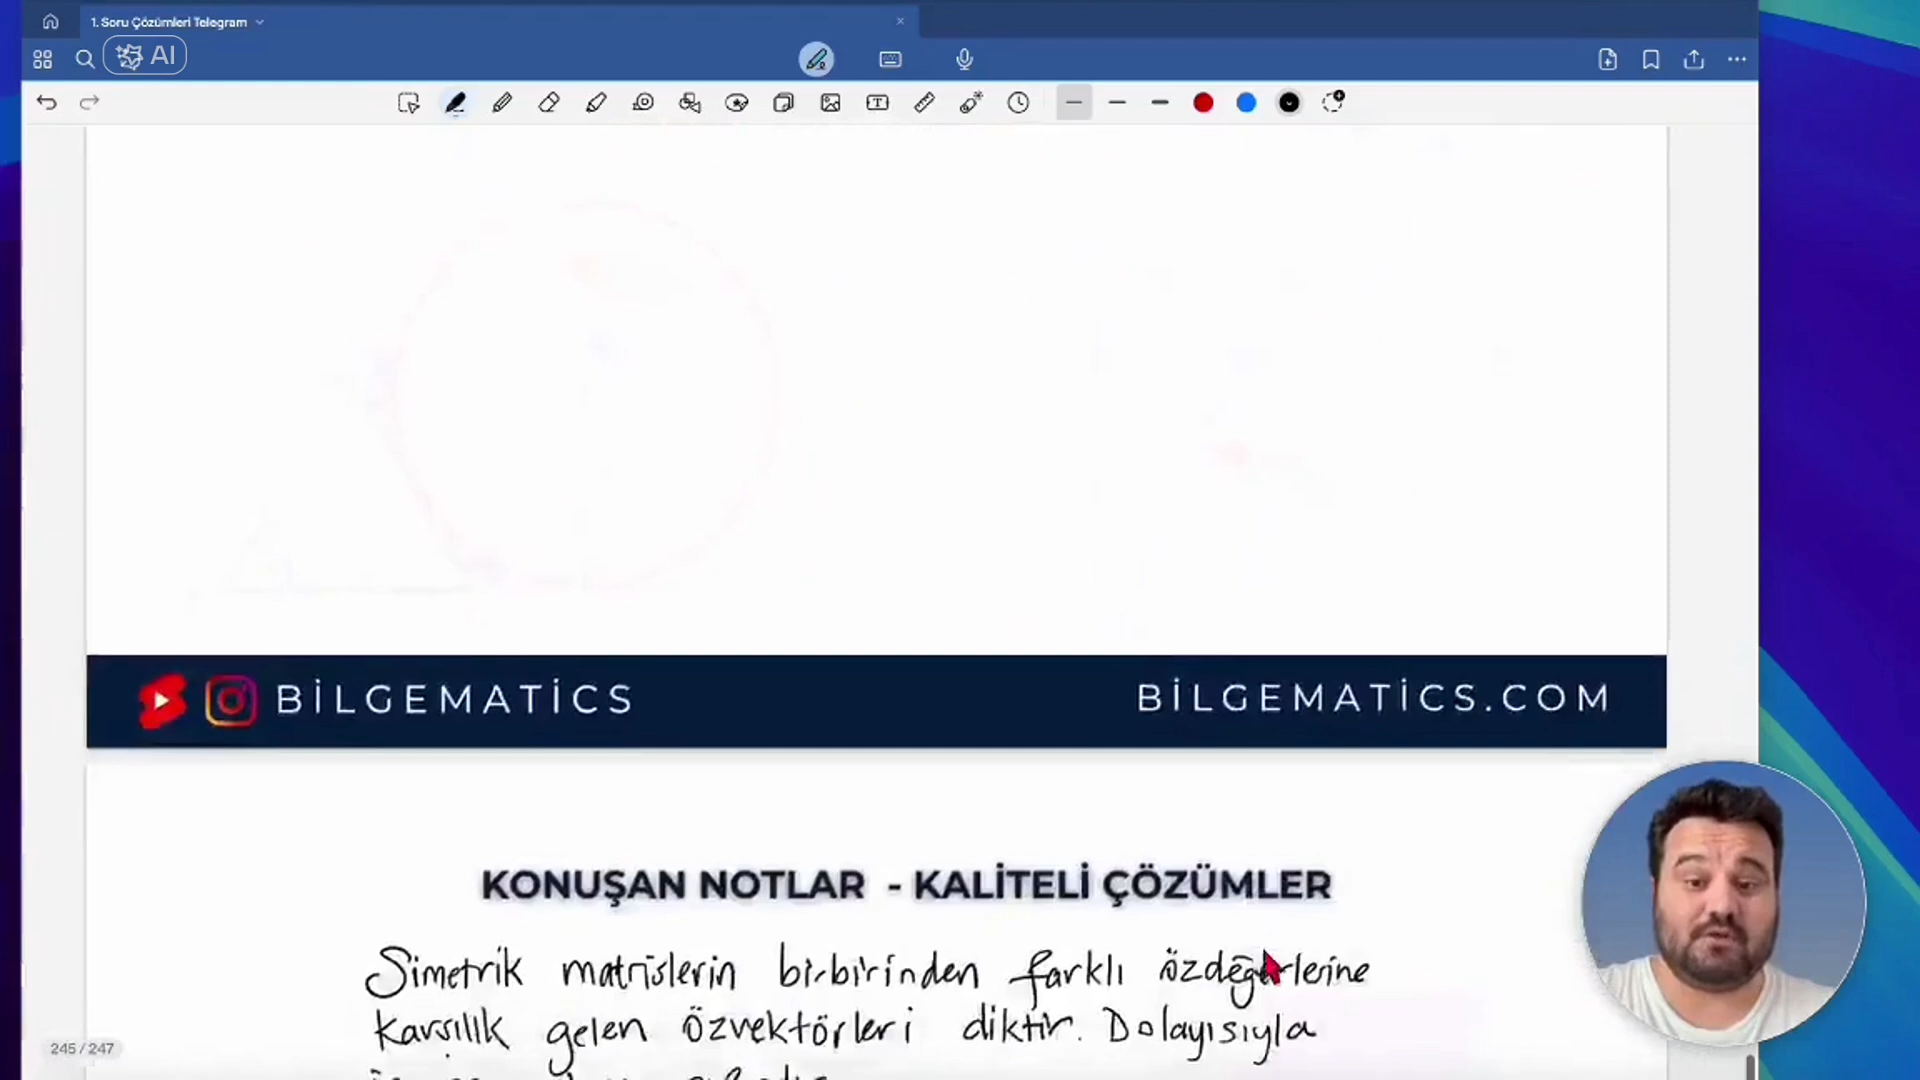 1. Soru Çözümleri Telegram
AI
BİLGEMATİCS
BİLGEMATİCS.COM
KONUŞAN NOTLAR - KALİTELİ ÇÖZÜMLER
Simetrik matrislerin birbirinden farklı özdeğerlerine
karşılık gelen özvektörleri diktir. Dolayısıyla
245 / 247